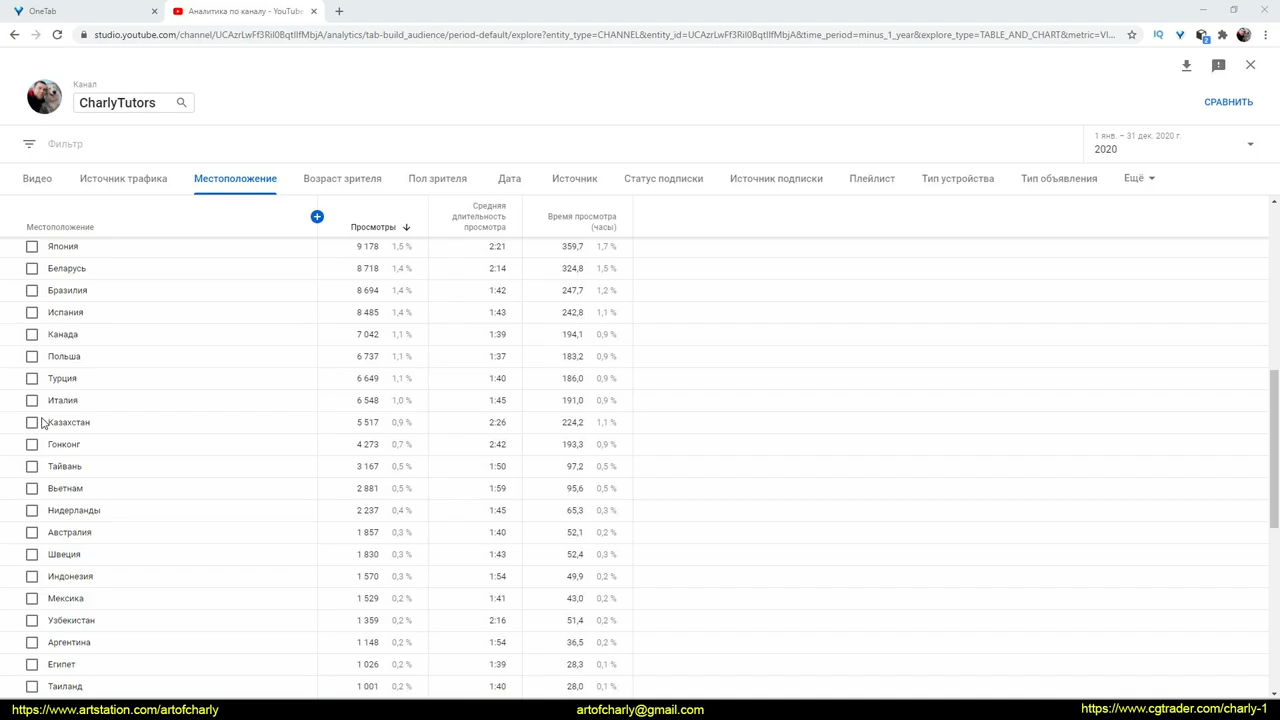 OneTab
Аналитика по каналу - YouTube
studio.youtube.com/channel/UCAzrLwFf3RiI0BqtIlfMbjA/analytics/tab-build_audience/period-default/explore?entity_type=CHANNEL&entity_id=UCAzrLwFf3RiI0BqtIlfMbjA&time_period=minus_1_year&explore_type=TABLE_AND_CHART&metric=VI...
IQ
2
Канал
CharlyTutors
СРАВНИТЬ
Фильтр
1 янв. – 31 дек. 2020 г.
2020
Видео Источник трафика Местоположение Возраст зрителя Пол зрителя Дата Источник Статус подписки Источник подписки Плейлист Тип устройства Тип объявления Ещё
Местоположение Просмотры Средняя длительность просмотра Время просмотра (часы)
Япония 9 178 1,5 % 2:21 359,7 1,7 %
Беларусь 8 718 1,4 % 2:14 324,8 1,5 %
Бразилия 8 694 1,4 % 1:42 247,7 1,2 %
Испания 8 485 1,4 % 1:43 242,8 1,1 %
Канада 7 042 1,1 % 1:39 194,1 0,9 %
Польша 6 737 1,1 % 1:37 183,2 0,9 %
Турция 6 649 1,1 % 1:40 186,0 0,9 %
Италия 6 548 1,0 % 1:45 191,0 0,9 %
Казахстан 5 517 0,9 % 2:26 224,2 1,1 %
Гонконг 4 273 0,7 % 2:42 193,3 0,9 %
Тайвань 3 167 0,5 % 1:50 97,2 0,5 %
Вьетнам 2 881 0,5 % 1:59 95,6 0,5 %
Нидерланды 2 237 0,4 % 1:45 65,3 0,3 %
Австралия 1 857 0,3 % 1:40 52,1 0,2 %
Швеция 1 830 0,3 % 1:43 52,4 0,3 %
Индонезия 1 570 0,3 % 1:54 49,9 0,2 %
Мексика 1 529 0,2 % 1:41 43,0 0,2 %
Узбекистан 1 359 0,2 % 2:16 51,4 0,2 %
Аргентина 1 148 0,2 % 1:54 36,5 0,2 %
Египет 1 026 0,2 % 1:39 28,3 0,1 %
Таиланд 1 001 0,2 % 1:40 28,0 0,1 %
https://www.artstation.com/artofcharly artofcharly@gmail.com https://www.cgtrader.com/charly-1